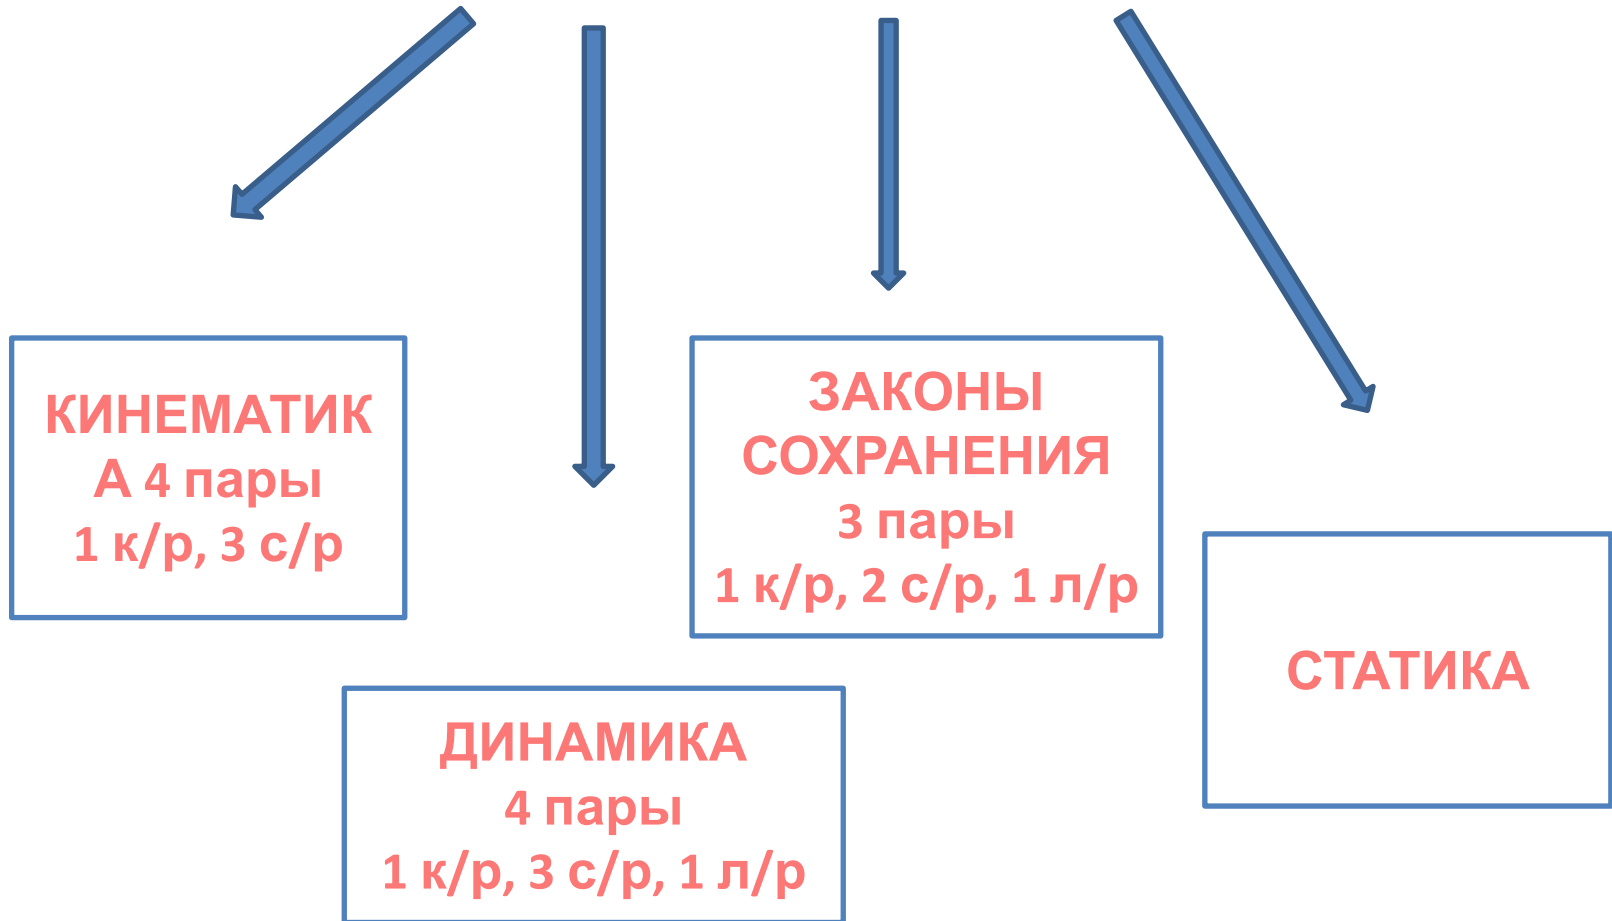 КИНЕМАТИК
А 4 пары
1 к/р, 3 с/р
ЗАКОНЫ
СОХРАНЕНИЯ
3 пары
1 к/р, 2 с/р, 1 л/р
СТАТИКА
ДИНАМИКА
4 пары
1 к/р, 3 с/р, 1 л/р